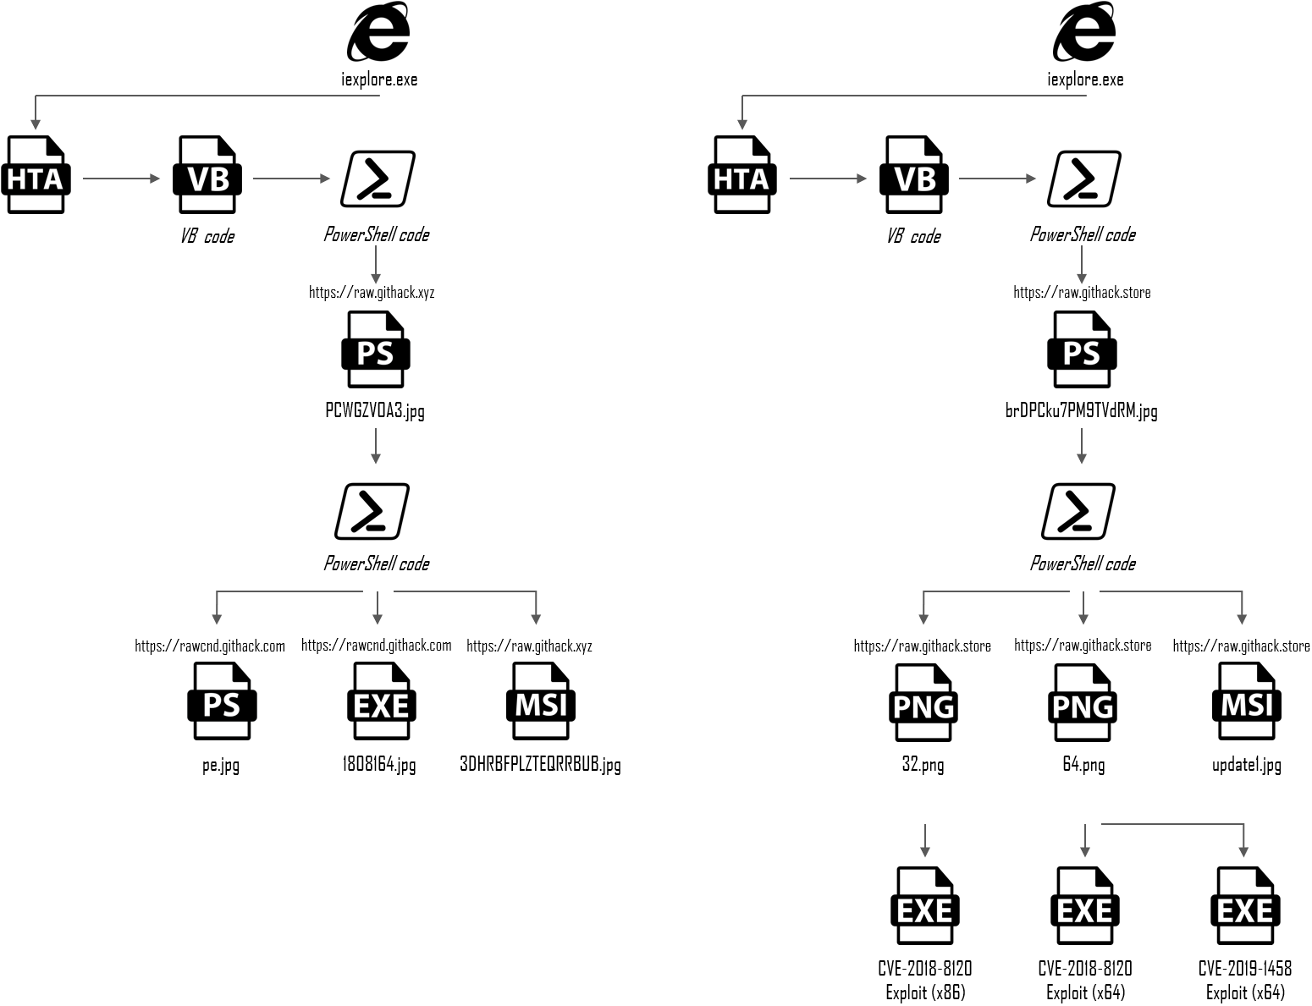 iexplore.exe
HTA
VB
VB code
PowerShell code
https://raw.githack.xyz
PS
PCWGZVOA3.jpg
PowerShell code
https://rawcnd.githack.com
https://rawcnd.githack.com
https://raw.githack.xyz
PS
EXE
MSI
pe.jpg
1808164.jpg
3DHRBFPLZTEQRRBUB.jpg
iexplore.exe
HTA
VB
VB code
PowerShell code
https://raw.githack.store
PS
brDPCku7PM9TVdRM.jpg
PowerShell code
https://raw.githack.store
https://raw.githack.store
https://raw.githack.store
PNG
PNG
MSI
32.png
64.png
update1.jpg
EXE
EXE
EXE
CVE-2018-8120
Exploit (x86)
CVE-2018-8120
Exploit (x64)
CVE-2019-1458
Exploit (x64)